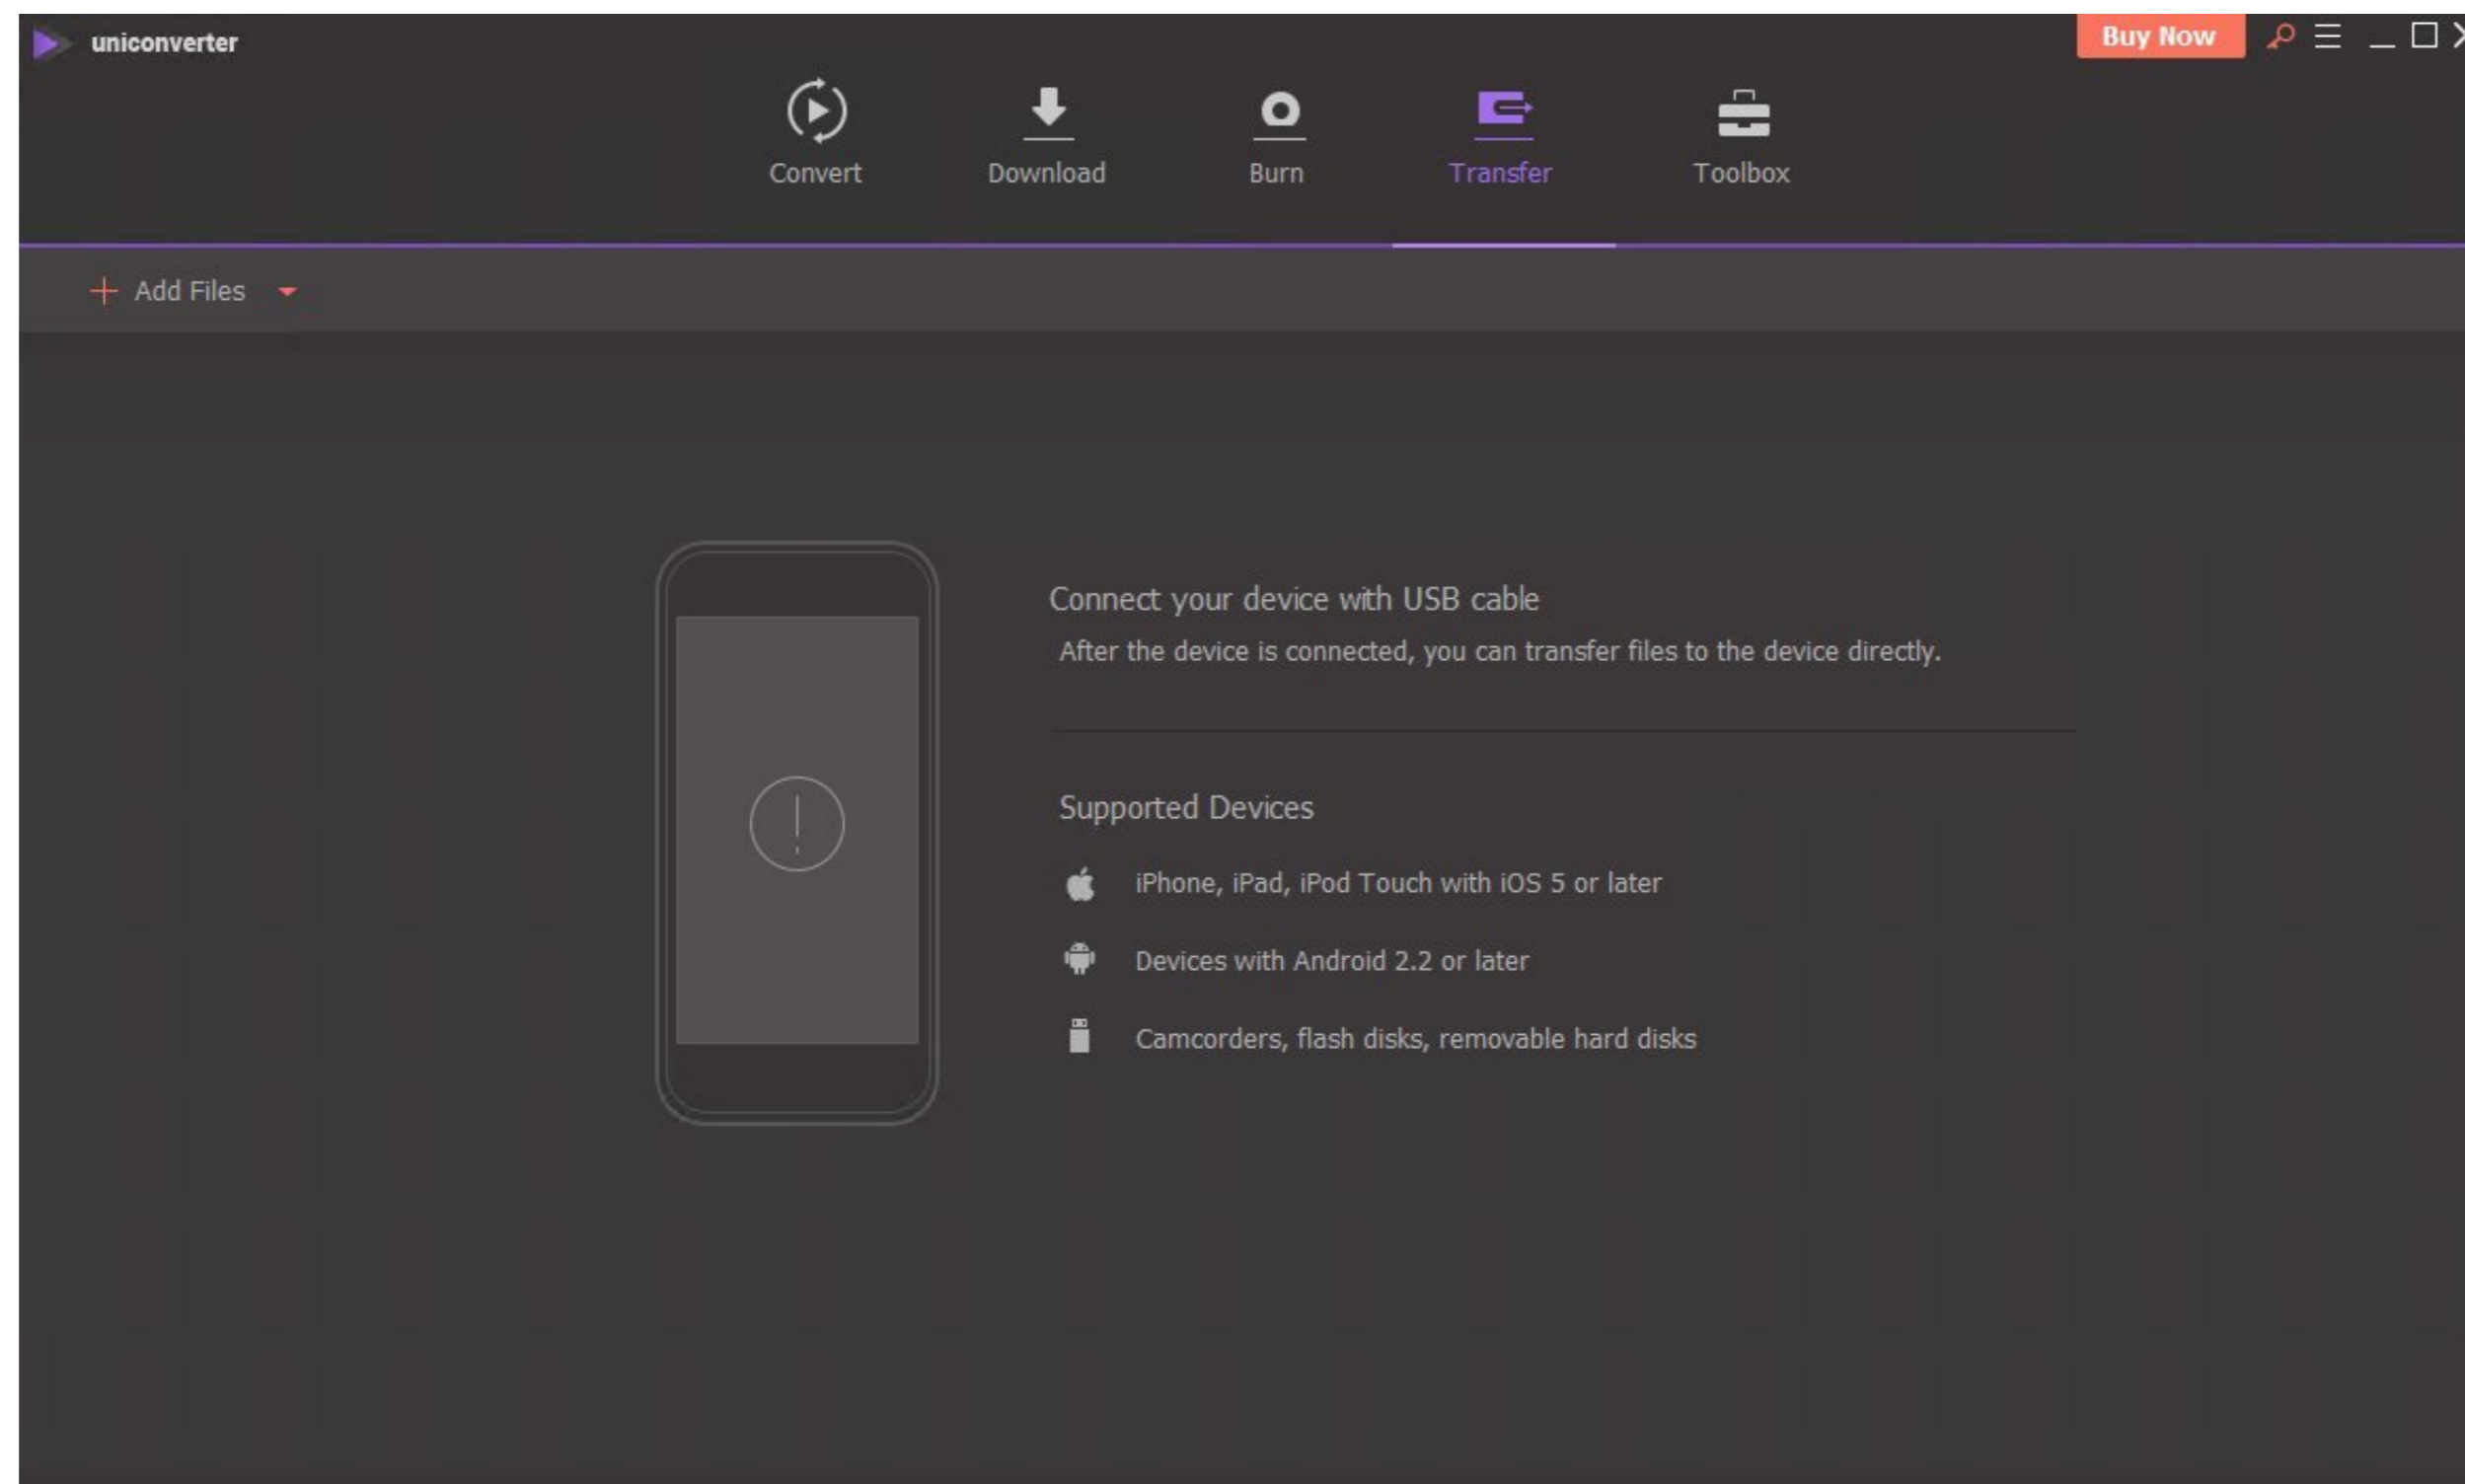 uniconverter
Buy Now
Convert
Download
Burn
Transfer
Toolbox
Add Files
Connect your device with USB cable
After the device is connected, you can transfer files to the device directly.
Supported Devices
iPhone, iPad, iPod Touch with iOS 5 or later
Devices with Android 2.2 or later
Camcorders, flash disks, removable hard disks